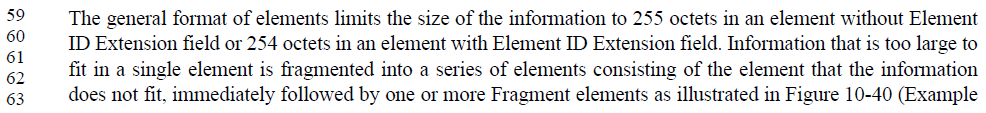 59 The general format of elements limits the size of the information to 255 octets in an element without Element
60 ID Extension field or 254 octets in an element with Element ID Extension field. Information that is too large to
61 fit in a single element is fragmented into a series of elements consisting of the element that the information
62 does not fit, immediately followed by one or more Fragment elements as illustrated in Figure 10-40 (Example
63